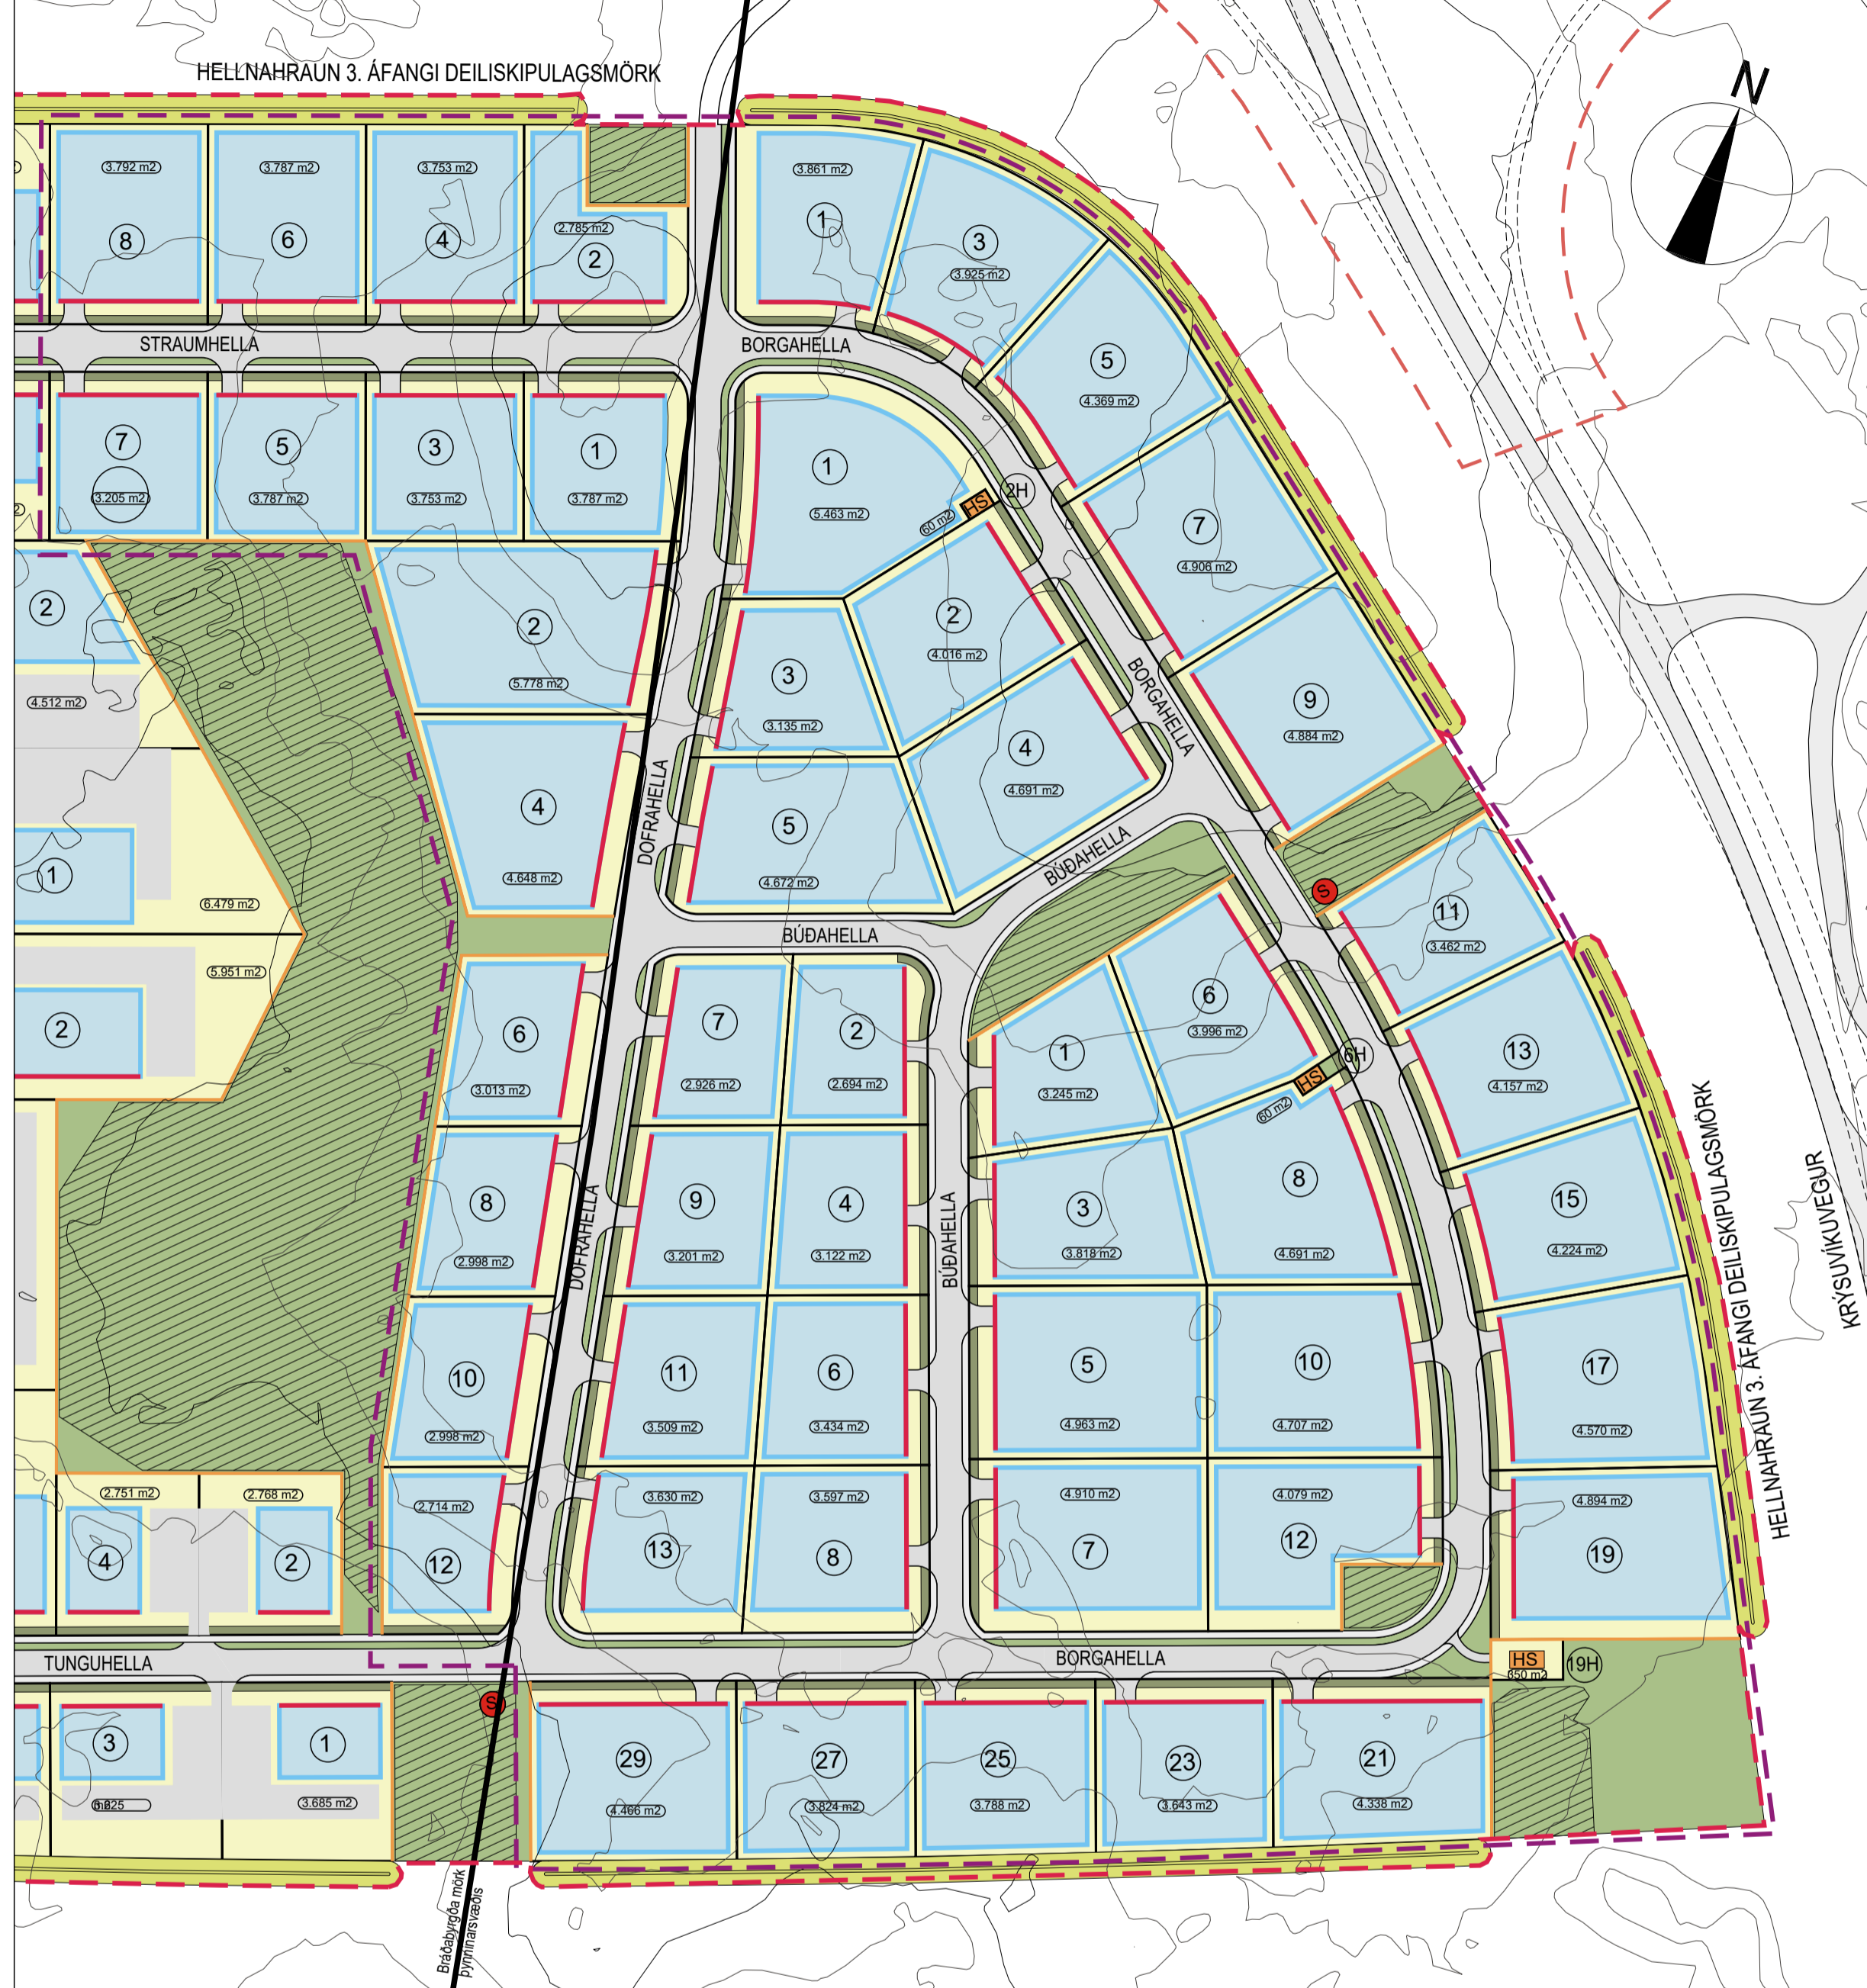 HELLNAHRAUN 3. ÁFANGI DEILISKIPULAGSMÖRK
N
3.792 m2
8
3.787 m2
6
3.753 m2
4
2.785 m2
2
3.861 m2
1
3
3.925 m2
5
4.369 m2
STRAUMHELLA
BORGAHELLA
7
3.205 m2
5
3.787 m2
3
3.753 m2
1
3.787 m2
1
5.463 m2
60 m2
HS
2H
7
4.906 m2
2
4.512 m2
2
5.778 m2
3
3.135 m2
2
4.016 m2
BORGAHELLA
9
4.884 m2
4
4.648 m2
DOFRAHELLA
5
4.672 m2
4
4.691 m2
BÚÐAHELLA
1
6.479 m2
5.951 m2
2
BÚÐAHELLA
S
11
3.462 m2
6
3.013 m2
7
2.926 m2
2
2.694 m2
1
3.245 m2
6
3.996 m2
6H
HS
60 m2
13
4.157 m2
8
2.998 m2
DOFRAHELLA
9
3.201 m2
4
3.122 m2
BÚÐAHELLA
3
3.818 m2
8
4.691 m2
15
4.224 m2
HELLNAHRAUN 3. ÁFANGI DEILISKIPULAGSMÖRK
KRÝSUVÍKUVEGUR
10
2.998 m2
11
3.509 m2
6
3.434 m2
5
4.963 m2
10
4.707 m2
17
4.570 m2
2.751 m2
4
2.768 m2
2
2.714 m2
12
3.630 m2
13
3.597 m2
8
4.910 m2
7
4.079 m2
12
4.894 m2
19
TUNGUHELLA
BORGAHELLA
HS
350 m2
19H
S
3
1
3.685 m2
29
4.466 m2
27
3.824 m2
25
3.788 m2
23
3.643 m2
21
4.338 m2
Bráðabyrgða mörk
þynninarsvæðis